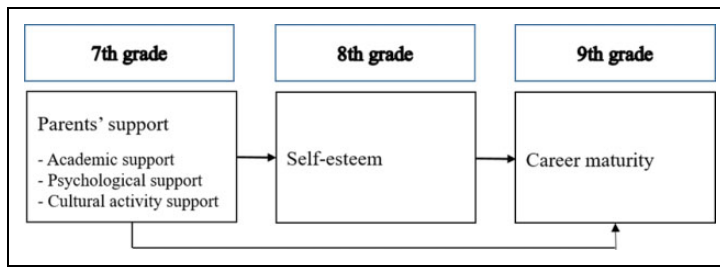 7th grade
8th grade
9th grade
Parents’ support
- Academic support
- Psychological support
- Cultural activity support
Self-esteem
Career maturity